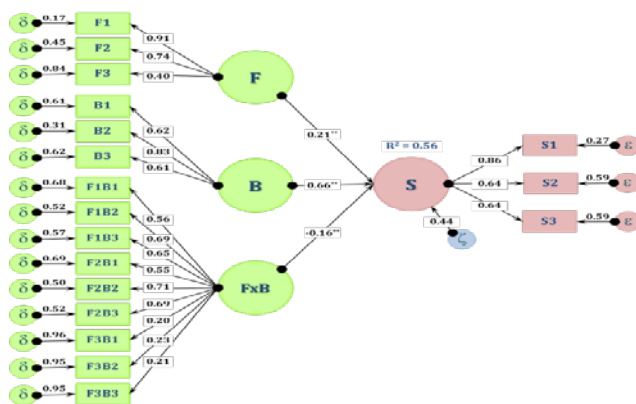 δ 0.17 F1
δ 0.45 F2
δ 0.84 F3
0.91
0.74
0.40
F
δ 0.61 B1
δ 0.31 B2
δ 0.62 B3
0.62
0.83
0.61
B
δ 0.68 F1B1
δ 0.52 F1B2
δ 0.57 F1B3
δ 0.69 F2B1
δ 0.50 F2B2
δ 0.52 F2B3
δ 0.96 F3B1
δ 0.95 F3B2
δ 0.95 F3B3
0.56
0.69
0.65
0.55
0.71
0.69
0.20
0.23
0.21
FxB
0.21**
0.66**
-0.16**
R² = 0.56
S
0.44
ζ
0.86
0.64
0.64
S1 0.27 ε
S2 0.59 ε
S3 0.59 ε